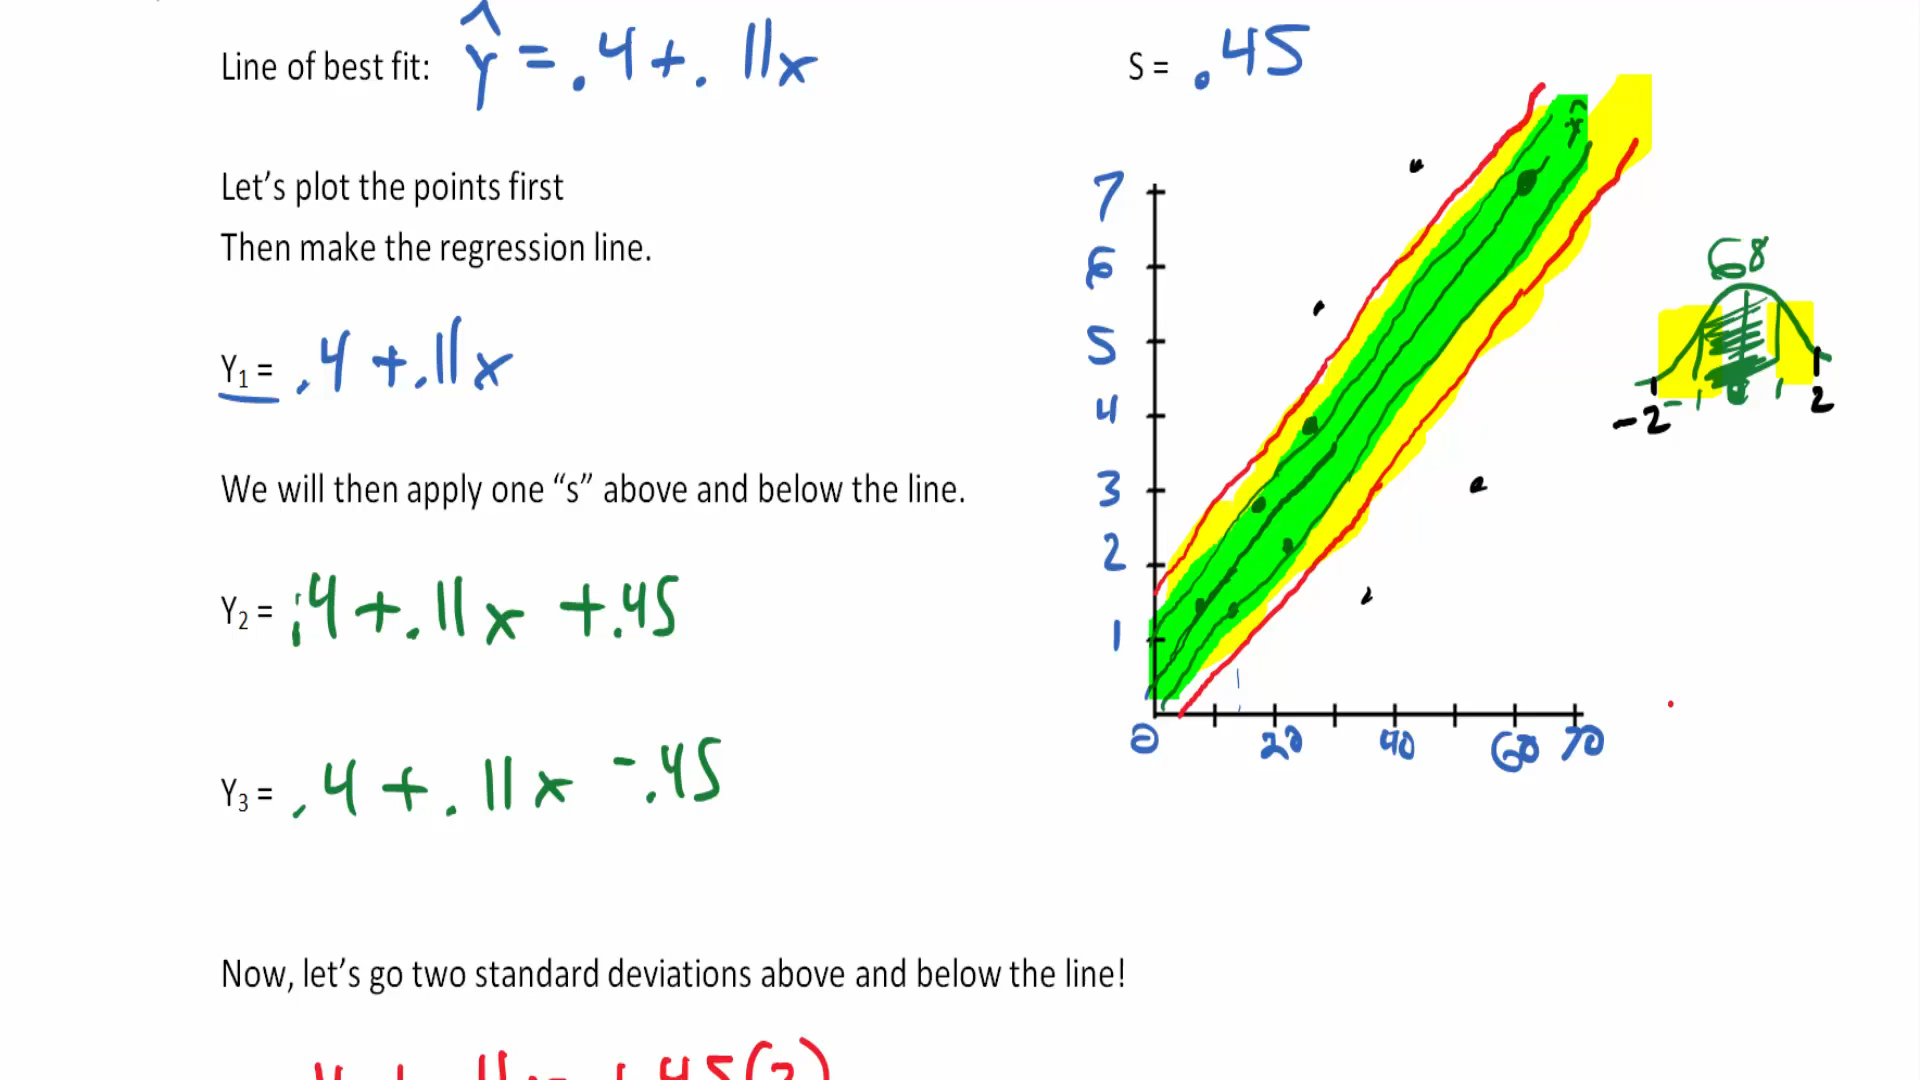 Line of best fit: ŷ = .4 + .11x
S = .45
Let's plot the points first
Then make the regression line.
Y₁ = .4 + .11x
We will then apply one “s” above and below the line.
Y₂ = .4 + .11x + .45
Y₃ = .4 + .11x - .45
Now, let's go two standard deviations above and below the line!
7
6
5
4
3
2
1
0 20 40 60 70
ŷ
68
-2 -1 0 1 2